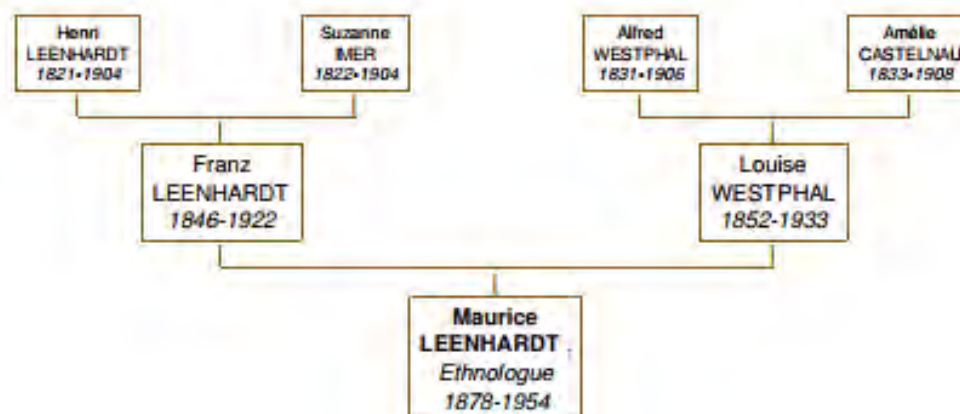 Henri
LEENHARDT
1821-1904
Suzanne
IMER
1822-1904
Alfred
WESTPHAL
1831-1906
Amélie
CASTELNAU
1833-1908
Franz
LEENHARDT
1846-1922
Louise
WESTPHAL
1852-1933
Maurice
LEENHARDT
Ethnologue
1878-1954